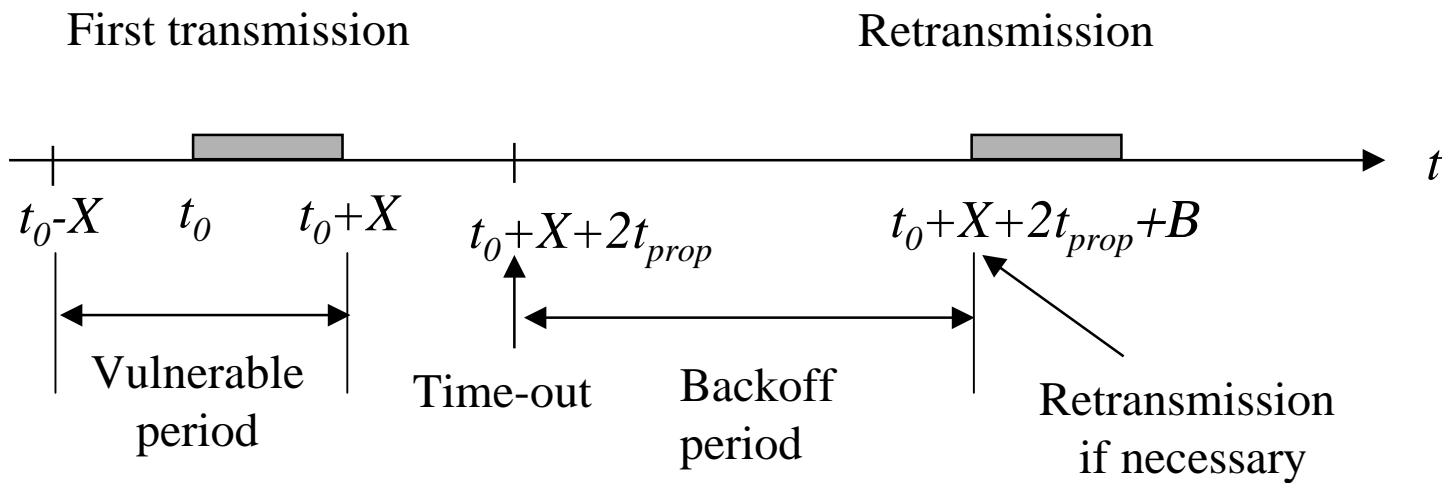 First transmission
Retransmission
t
t0-X
t0
t0+X
t0+X+2tprop
t0+X+2tprop+B
Vulnerable
period
Time-out
Backoff
period
Retransmission
if necessary